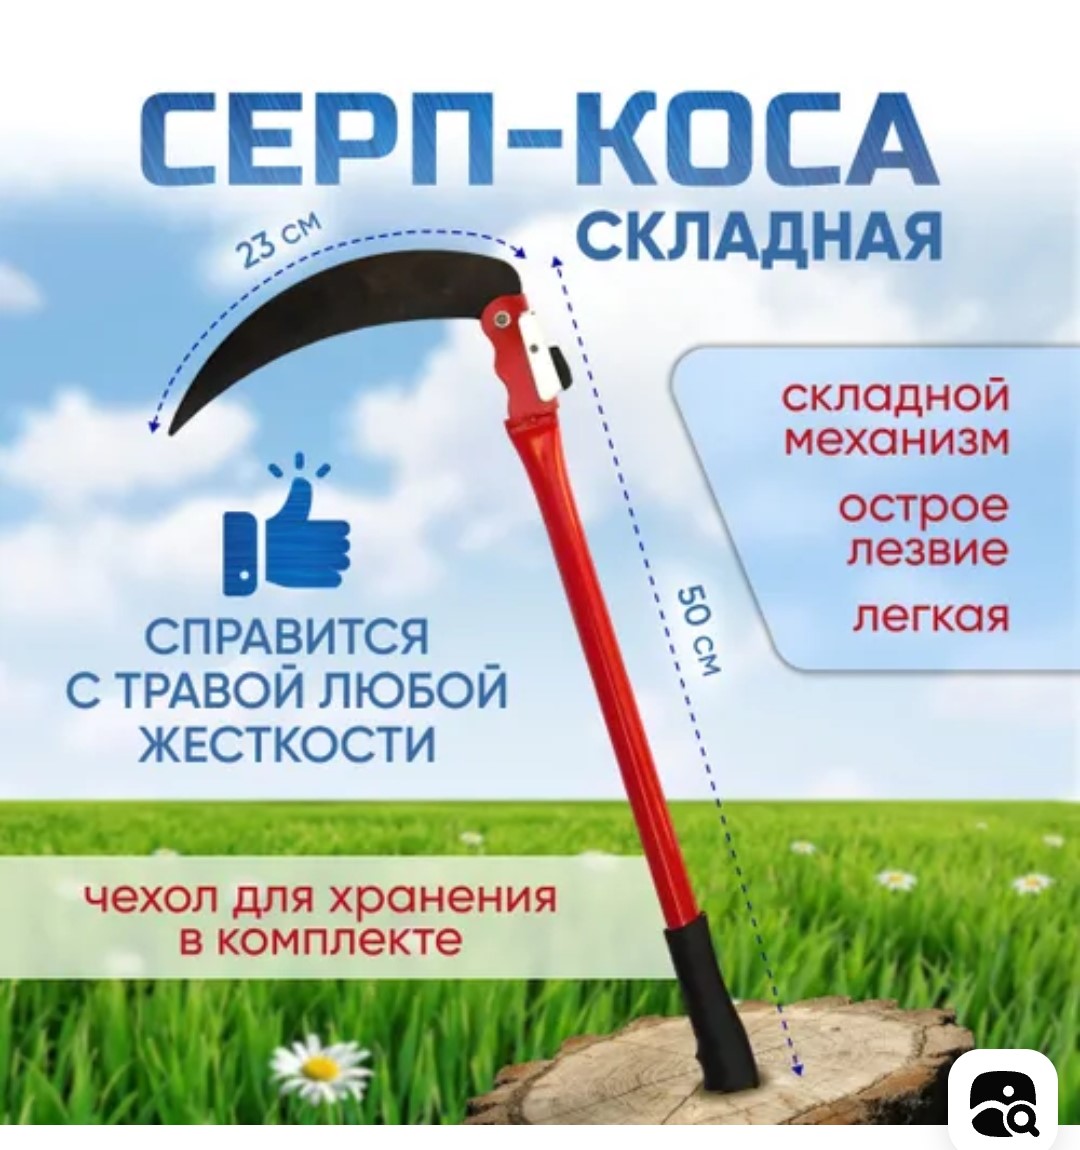 СЕРП-КОСА
СКЛАДНАЯ
23 см
складной
механизм
острое
лезвие
легкая
50 см
СПРАВИТСЯ
С ТРАВОЙ ЛЮБОЙ
ЖЕСТКОСТИ
чехол для хранения
в комплекте